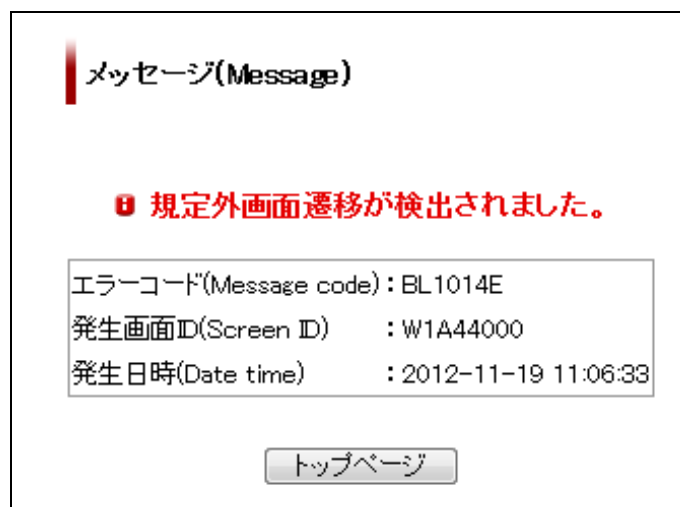 メッセージ(Message)
規定外画面遷移が検出されました。
エラーコード(Message code)：BL1014E
発生画面ID(Screen ID)：W1A44000
発生日時(Date time)：2012-11-19 11:06:33
トップページ